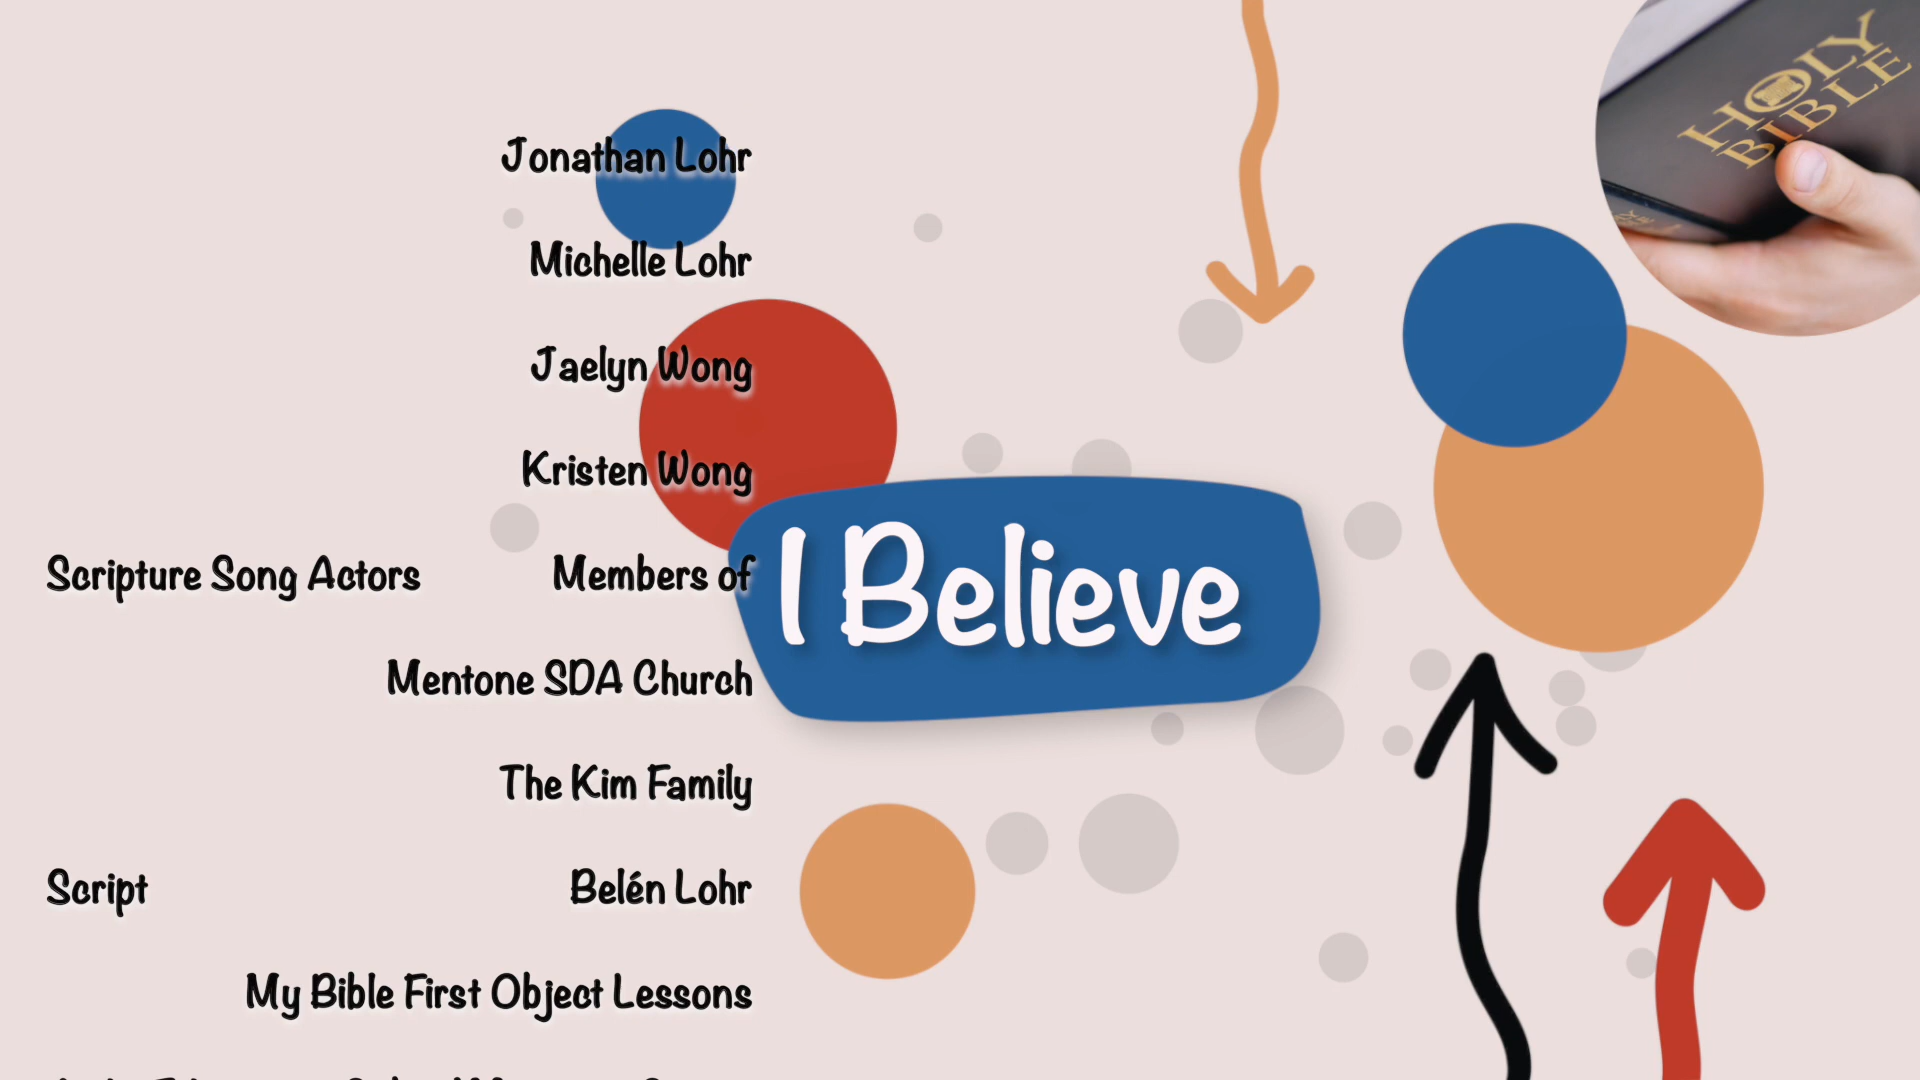 Jonathan Lohr
Michelle Lohr
Jaelyn Wong
Kristen Wong
Scripture Song Actors Members of
Mentone SDA Church
The Kim Family
Script Belén Lohr
My Bible First Object Lessons
I Believe
HOLY
BIBLE